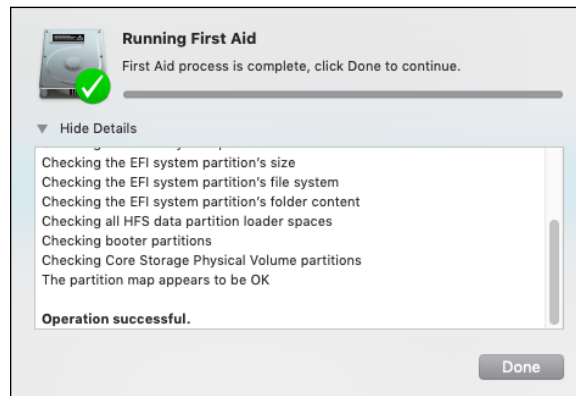 Running First Aid
First Aid process is complete, click Done to continue.
Hide Details
Checking the EFI system partition's size
Checking the EFI system partition's file system
Checking the EFI system partition's folder content
Checking all HFS data partition loader spaces
Checking booter partitions
Checking Core Storage Physical Volume partitions
The partition map appears to be OK
Operation successful.
Done